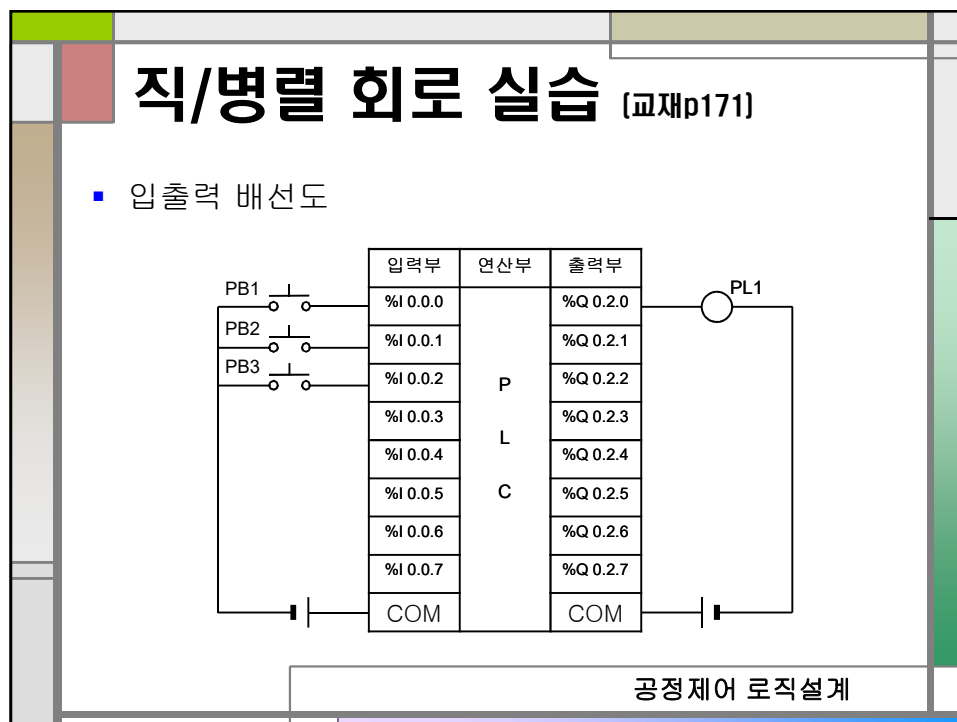 직/병렬 회로 실습 (교재p171)
입출력 배선도
입력부 연산부 출력부
PB1 %I 0.0.0 %Q 0.2.0 PL1
PB2 %I 0.0.1 %Q 0.2.1
PB3 %I 0.0.2 P %Q 0.2.2
%I 0.0.3 L %Q 0.2.3
%I 0.0.4 %Q 0.2.4
%I 0.0.5 C %Q 0.2.5
%I 0.0.6 %Q 0.2.6
%I 0.0.7 %Q 0.2.7
COM COM
공정제어 로직설계